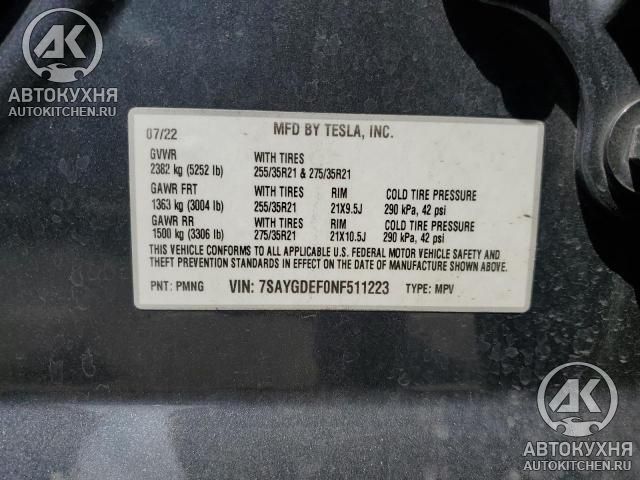 АВТОКУХНЯ
AUTOKITCHEN.RU
07/22 MFD BY TESLA, INC.
GVWR WITH TIRES
2382 kg (5252 lb) 255/35R21 & 275/35R21
GAWR FRT WITH TIRES RIM COLD TIRE PRESSURE
1363 kg (3004 lb) 255/35R21 21X9.5J 290 kPa, 42 psi
GAWR RR WITH TIRES RIM COLD TIRE PRESSURE
1500 kg (3306 lb) 275/35R21 21X10.5J 290 kPa, 42 psi
THIS VEHICLE CONFORMS TO ALL APPLICABLE U.S. FEDERAL MOTOR VEHICLE SAFETY AND
THEFT PREVENTION STANDARDS IN EFFECT ON THE DATE OF MANUFACTURE SHOWN ABOVE.
PNT: PMNG VIN: 7SAYGDEF0NF511223 TYPE: MPV
АК
АВТОКУХНЯ
AUTOKITCHEN.RU